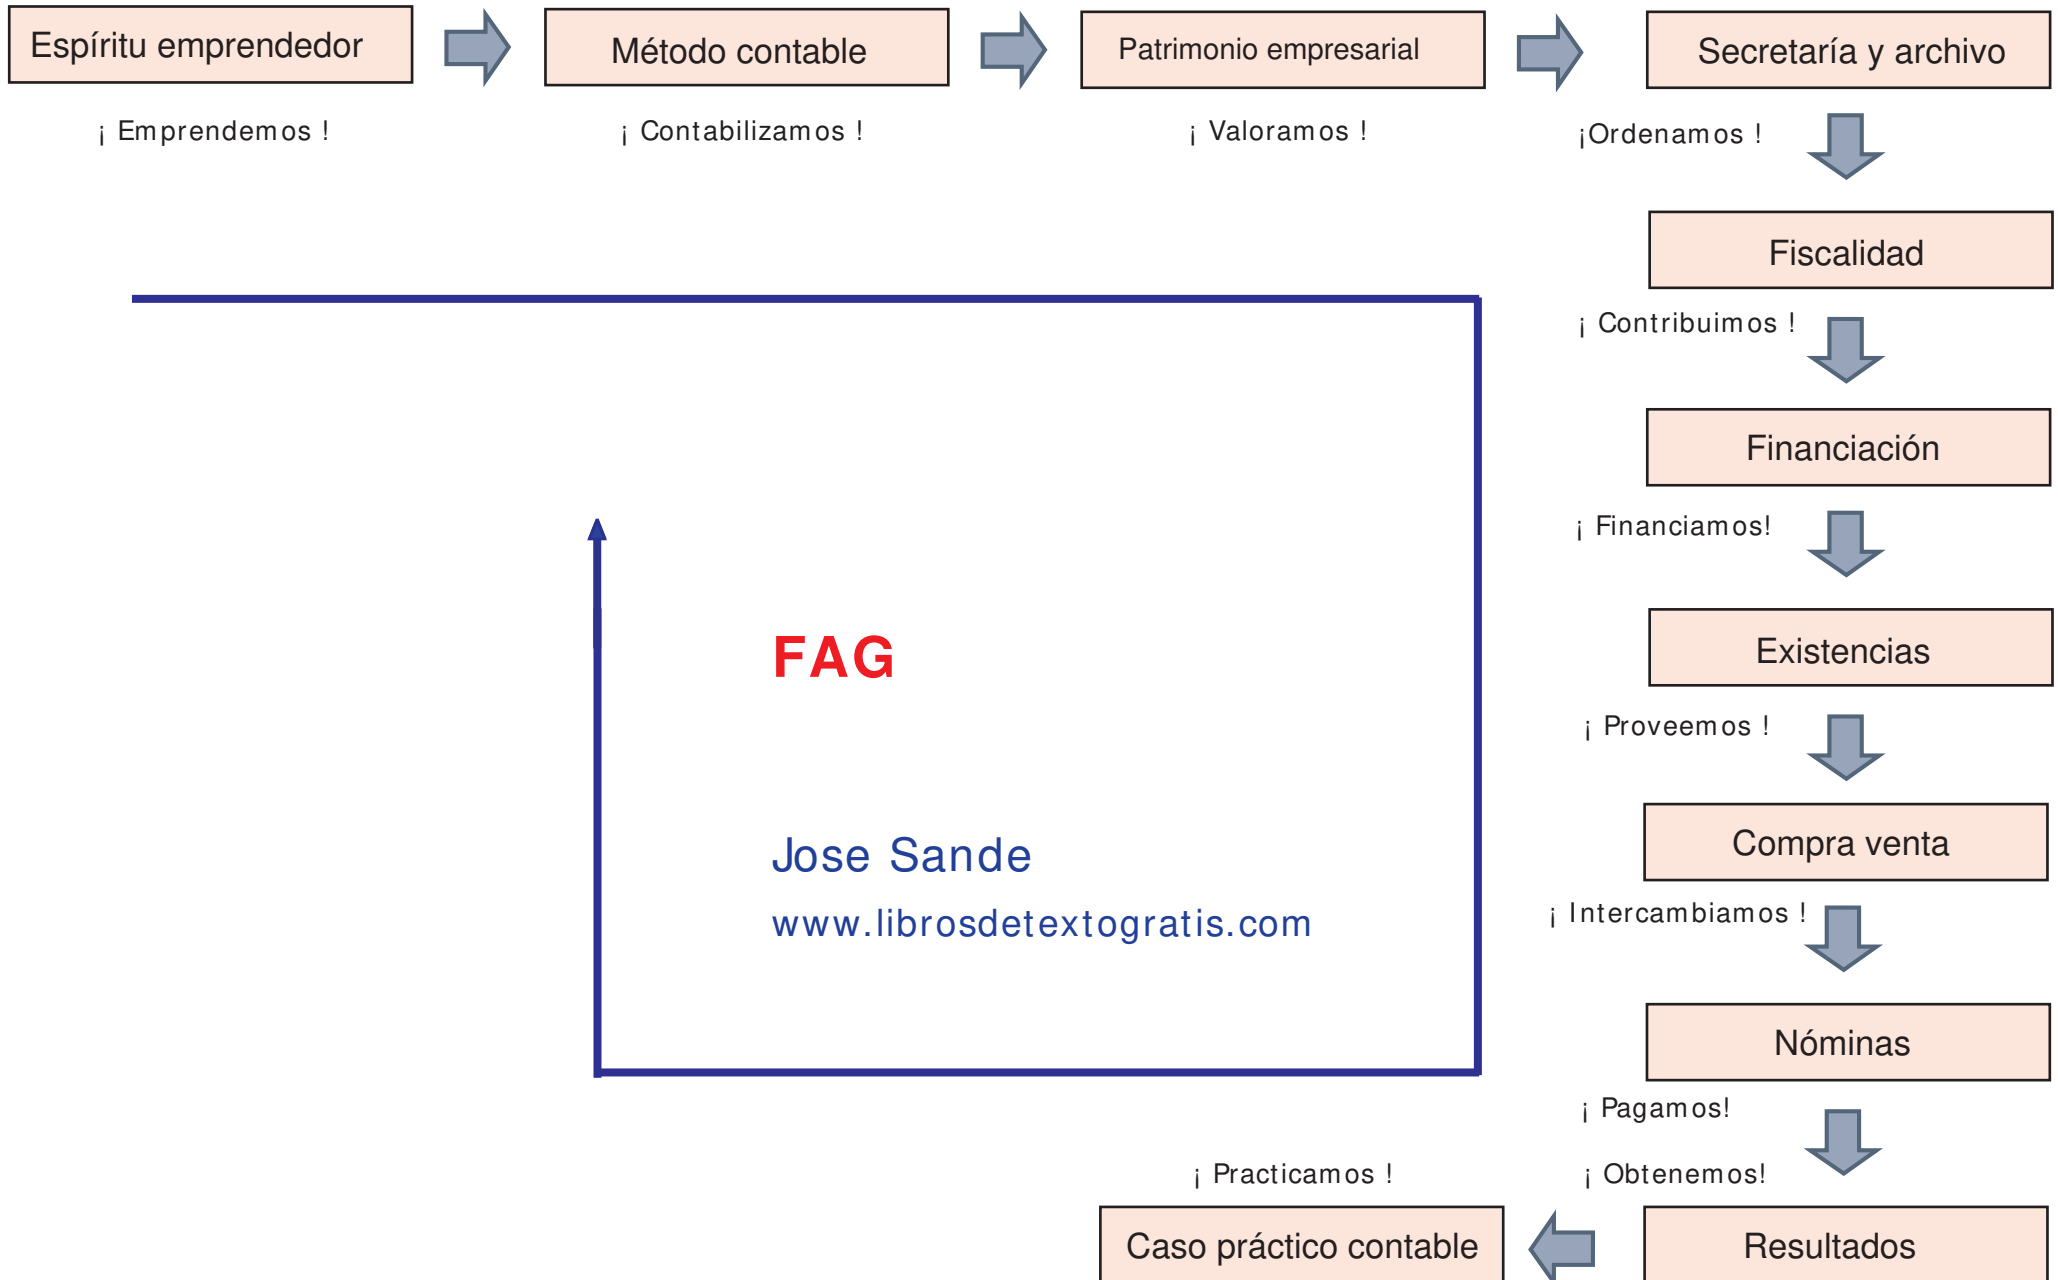 Espíritu emprendedor
Método contable
Patrimonio empresarial
Secretaría y archivo
¡ Emprendemos !
¡ Contabilizamos !
¡ Valoramos !
¡Ordenamos !
Fiscalidad
¡ Contribuimos !
Financiación
¡ Financiamos!
Existencias
¡ Proveemos !
Compra venta
¡ Intercambiamos !
Nóminas
¡ Pagamos!
¡ Obtenemos!
Resultados
¡ Practicamos !
Caso práctico contable
FAG
Jose Sande
www.librosdetextogratis.com